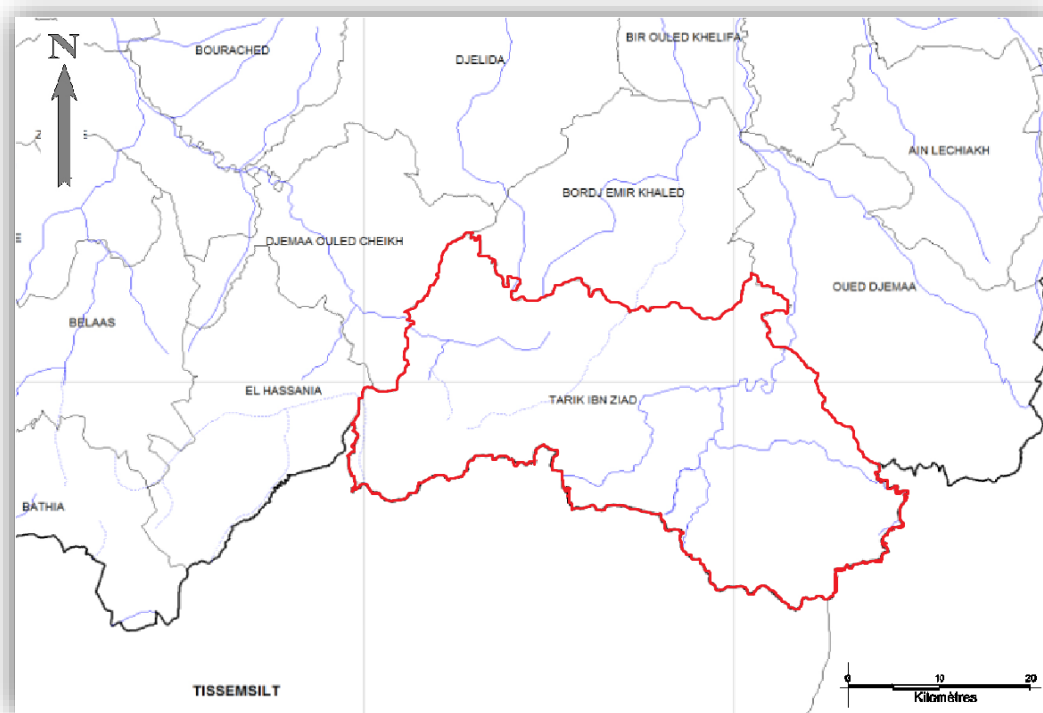 N
BOURACHED
DJELIDA
BIR OULED KHELIFA
AIN LECHIAKH
BORDJ EMIR KHALED
DJEMAA OULED CHEIKH
OUED DJEMAA
BELAAS
EL HASSANIA
TARIK IBN ZIAD
BATHIA
TISSEMSILT
0 10 20
Kilomètres